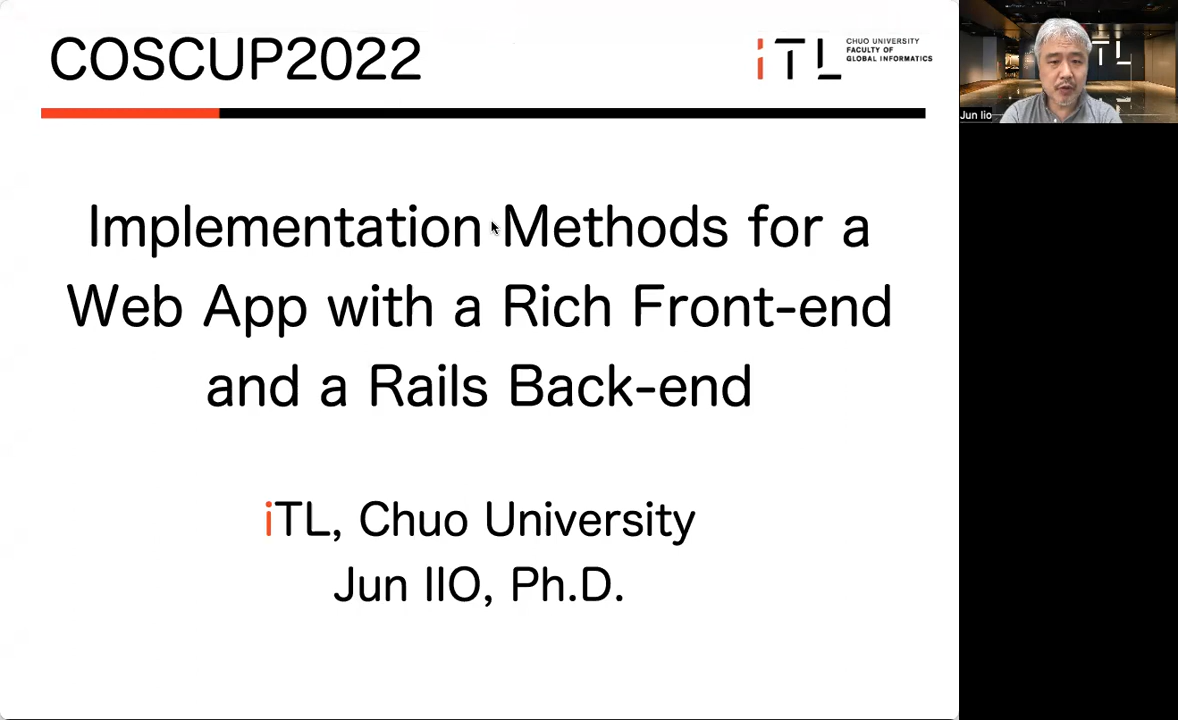 COSCUP2022
iTL
CHUO UNIVERSITY
FACULTY OF
GLOBAL INFORMATICS
Implementation Methods for a
Web App with a Rich Front-end
and a Rails Back-end
iTL, Chuo University
Jun IIO, Ph.D.
TL
Jun Iio